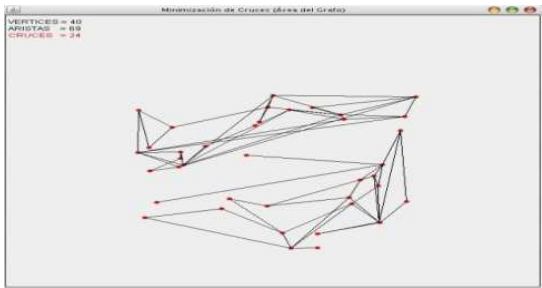 Minimización de Cruces (Área del Grafo)
VERTICES = 40
ARISTAS = 69
CRUCES = 24